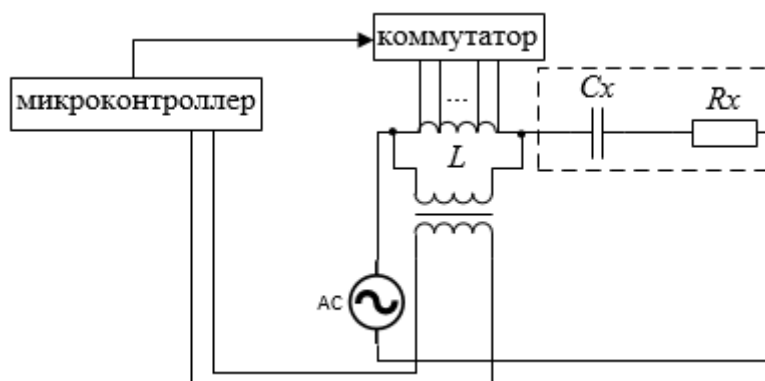 коммутатор
микроконтроллер
Cx
Rx
...
L
AC